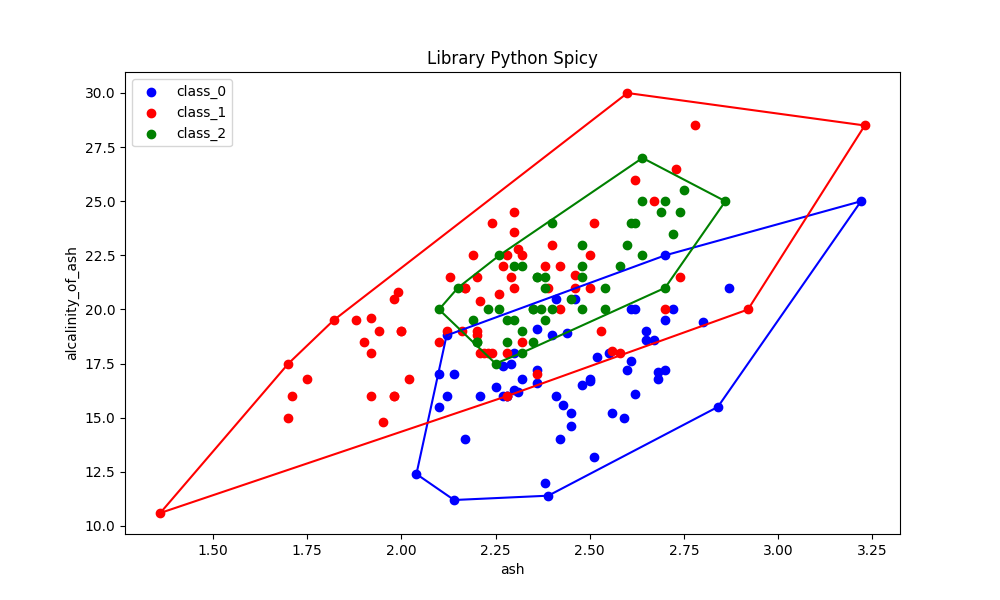 Library Python Spicy
class_0
class_1
class_2
30.0
27.5
25.0
22.5
20.0
17.5
15.0
12.5
10.0
alcalinity_of_ash
1.50 1.75 2.00 2.25 2.50 2.75 3.00 3.25
ash